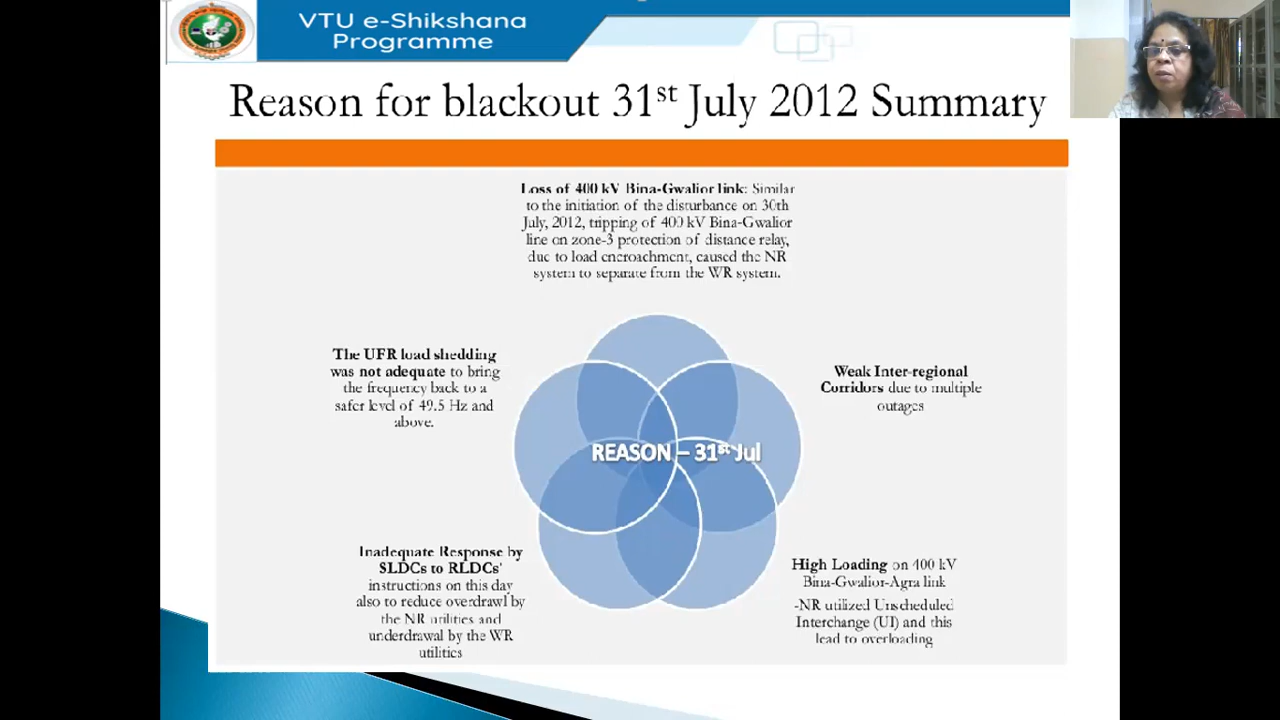 VTU e-Shikshana
Programme
Reason for blackout 31st July 2012 Summary
Loss of 400 kV Bina-Gwalior link: Similar
to the initiation of the disturbance on 30th
July, 2012, tripping of 400 kV Bina-Gwalior
line on zone-3 protection of distance relay,
due to load encroachment, caused the NR
system to separate from the WR system.
The UFR load shedding
was not adequate to bring
the frequency back to a
safer level of 49.5 Hz and
above.
Weak Inter-regional
Corridors due to multiple
outages
REASON – 31st Jul
Inadequate Response by
SLDCs to RLDCs'
instructions on this day
also to reduce overdrawl by
the NR utilities and
underdrawal by the WR
utilities
High Loading on 400 kV
Bina-Gwalior-Agra link
-NR utilized Unscheduled
Interchange (UI) and this
lead to overloading